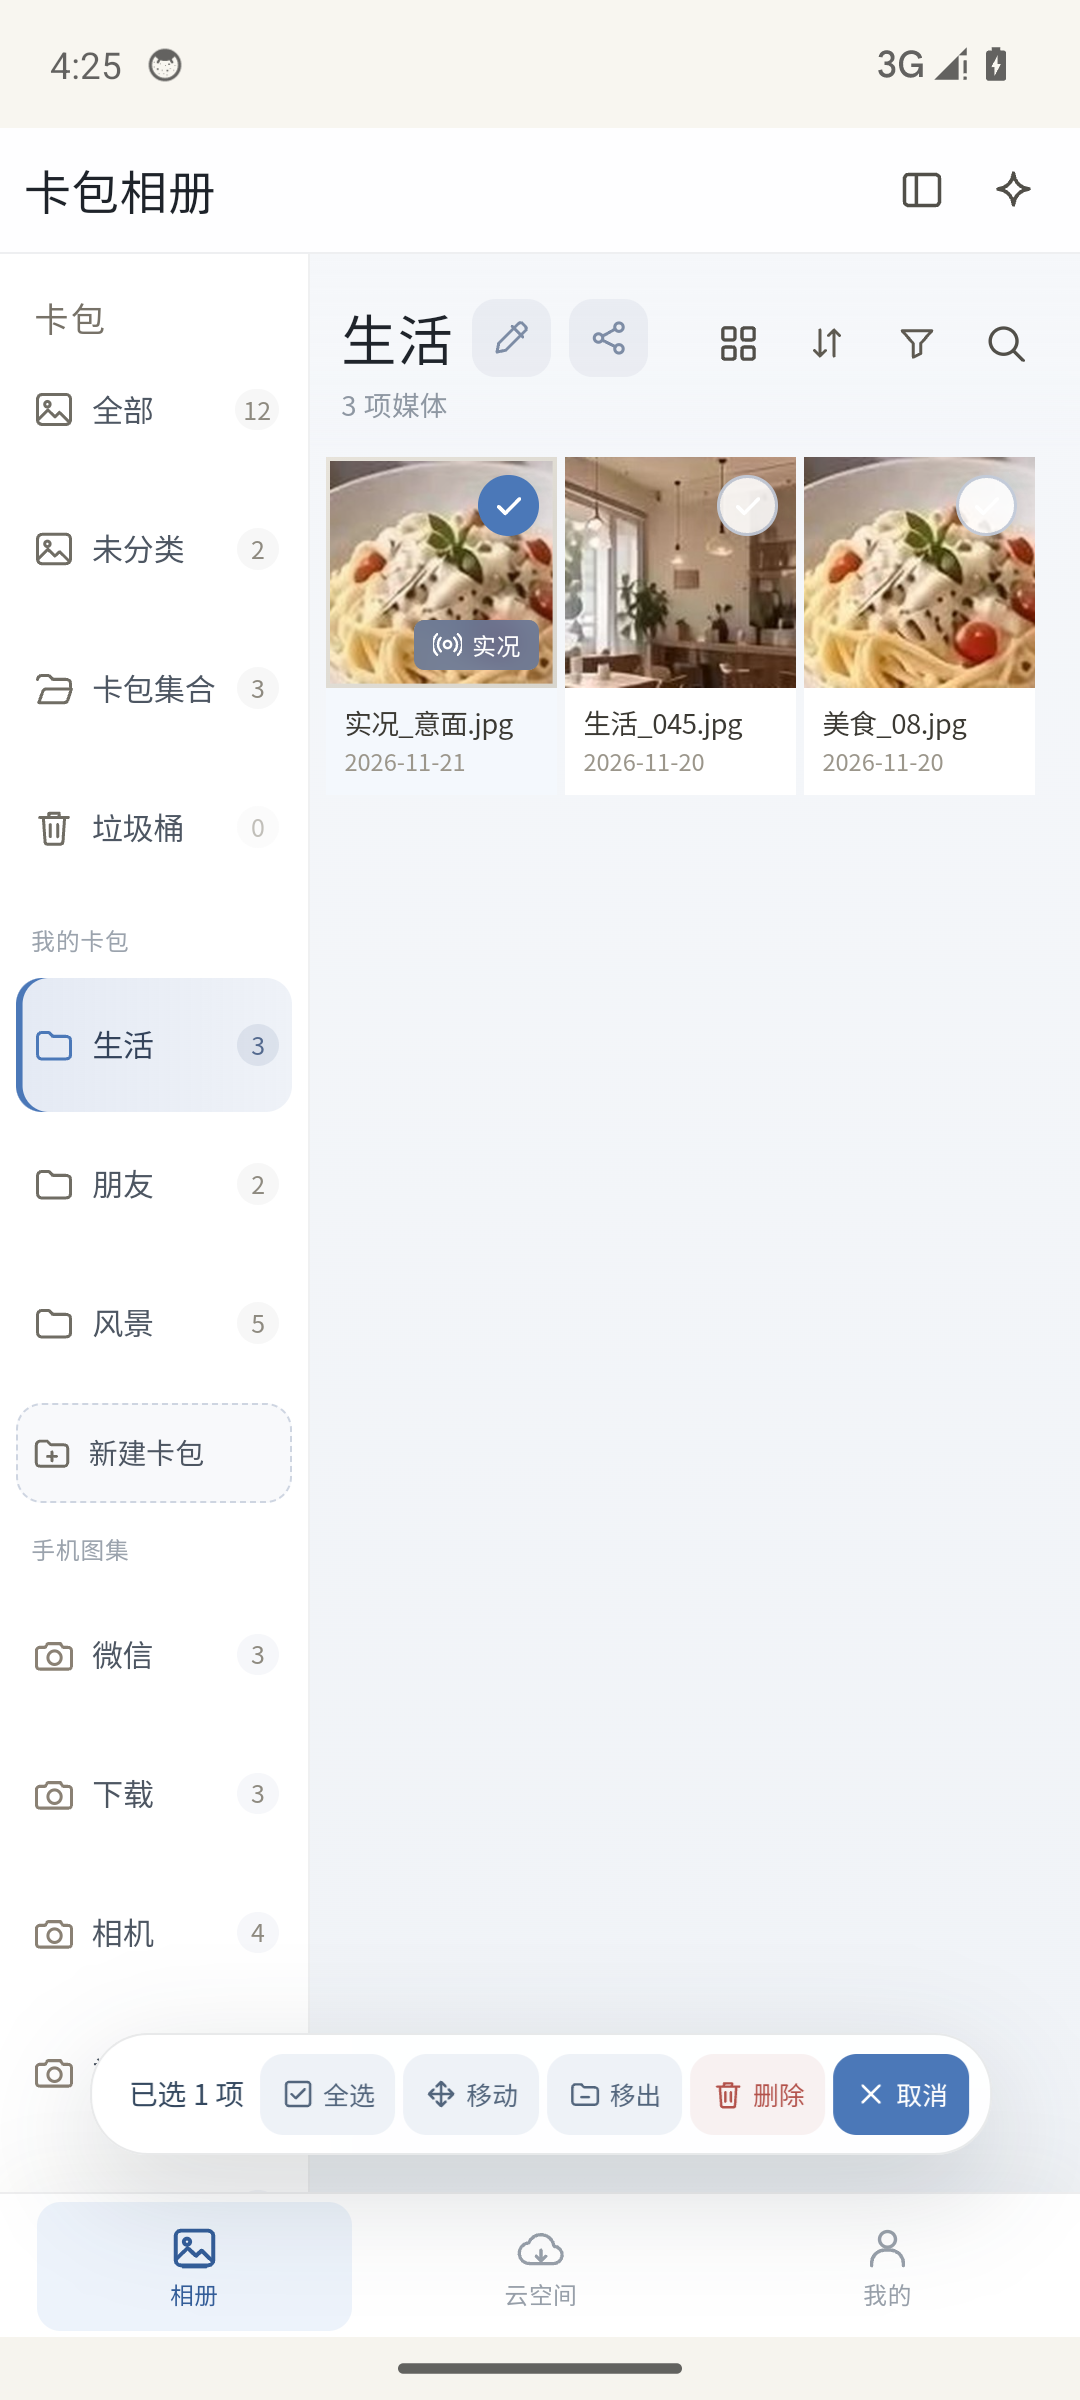 4:25
3G
卡包相册
卡包
全部 12
未分类 2
卡包集合 3
垃圾桶 0
我的卡包
生活 3
朋友 2
风景 5
新建卡包
手机图集
微信 3
下载 3
相机 4
生活
3 项媒体
实况
实况_意面.jpg
2026-11-21
生活_045.jpg
2026-11-20
美食_08.jpg
2026-11-20
已选 1 项 全选 移动 移出 删除 取消
相册 云空间 我的